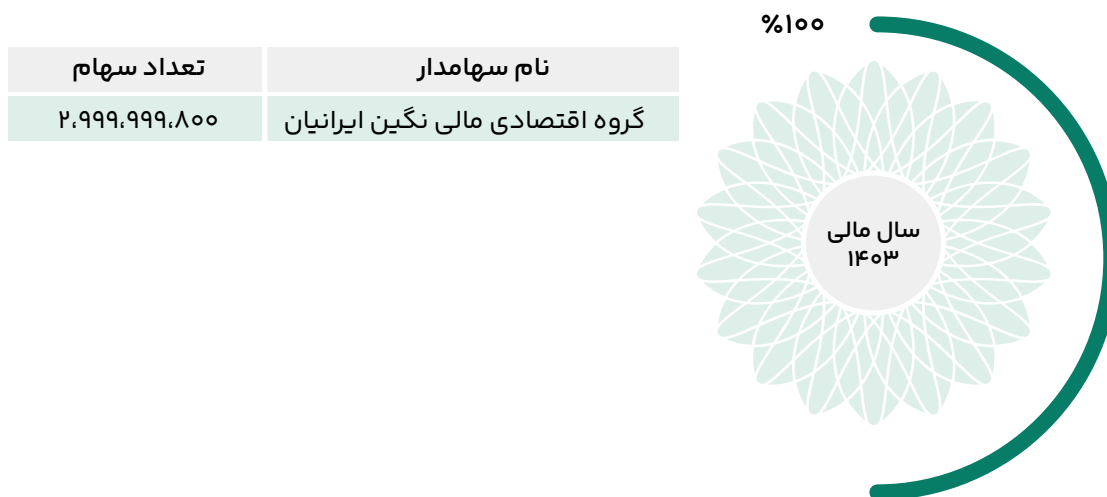 %۱۰۰
نام سهامدار تعداد سهام
گروه اقتصادی مالی نگین ایرانیان ۲،۹۹۹،۹۹۹،۸۰۰
سال مالی
۱۴۰۳